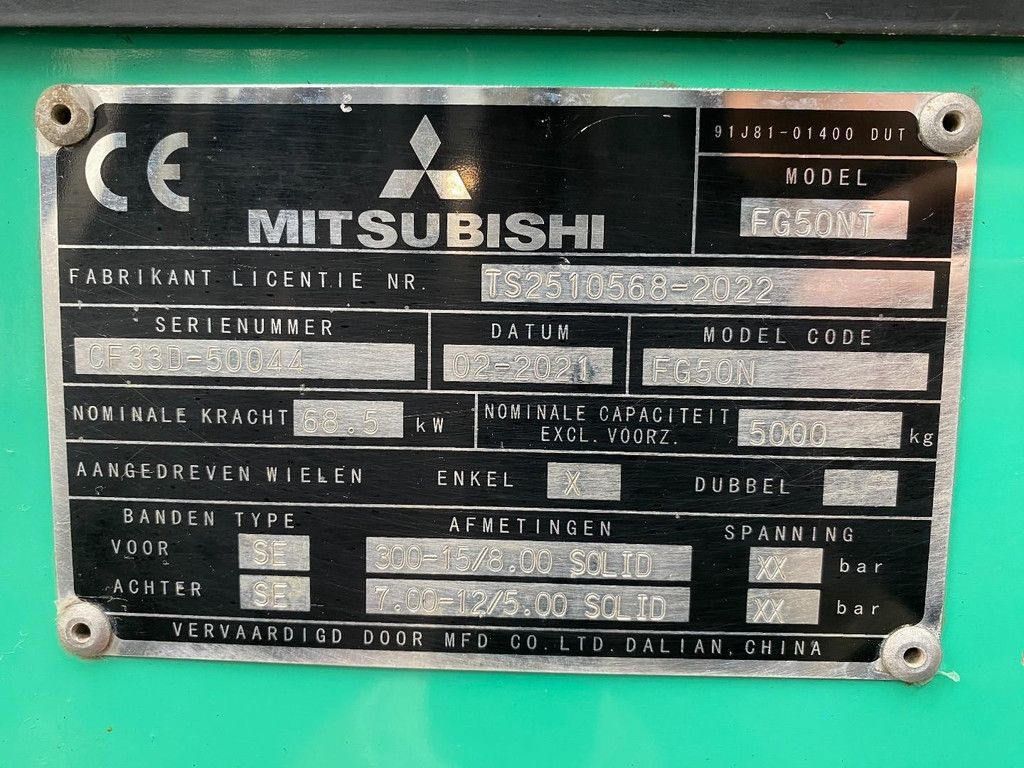 CE
MITSUBISHI
91J81-01400 DUT
MODEL
FG50NT
FABRIKANT LICENTIE NR. TS2510568-2022
SERIENUMMER DATUM MODEL CODE
CF33D-50044 02-2021 FG50N
NOMINALE KRACHT 68.5 kW NOMINALE CAPACITEIT
EXCL. VOORZ. 5000 kg
AANGEDREVEN WIELEN ENKEL X DUBBEL
BANDEN TYPE AFMETINGEN SPANNING
VOOR SE 300-15/8.00 SOLID XX bar
ACHTER SE 7.00-12/5.00 SOLID XX bar
VERVAARDIGD DOOR MFD CO. LTD. DALIAN, CHINA